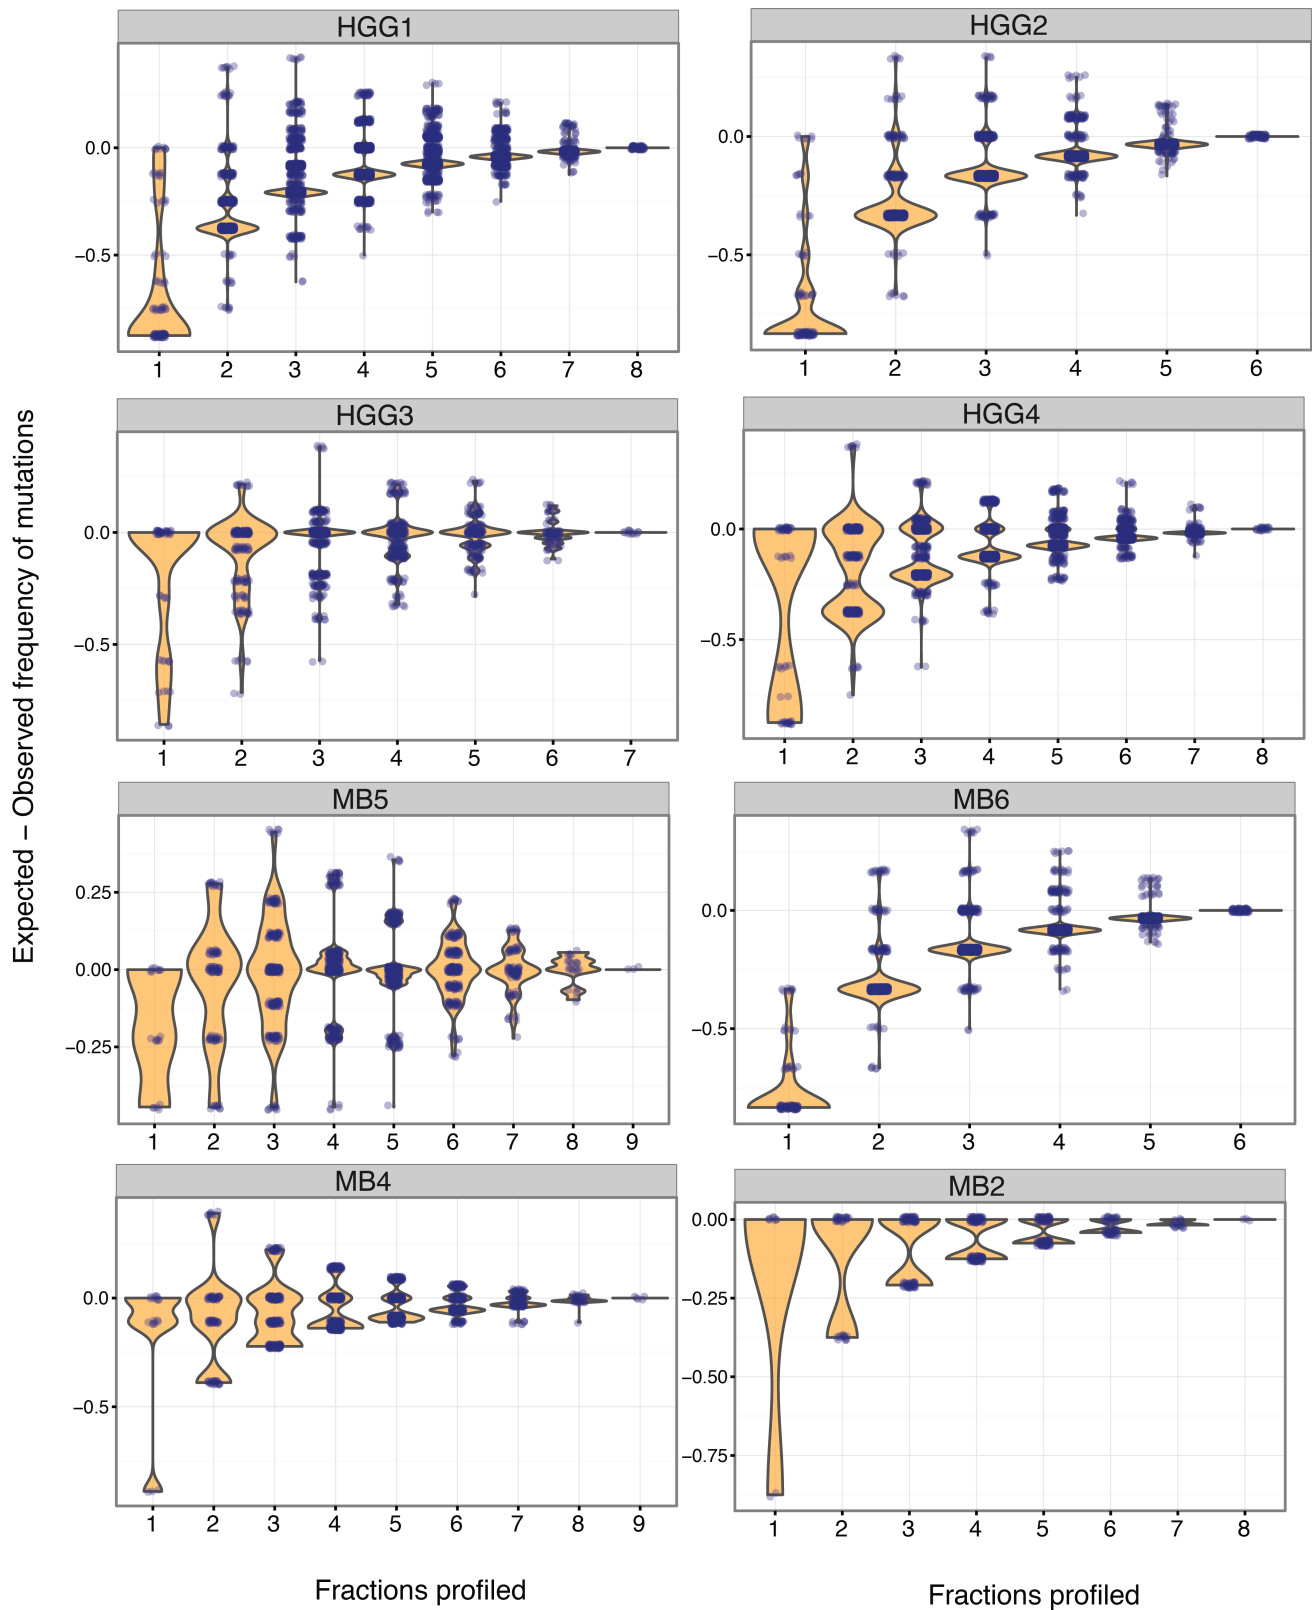 HGG1
HGG2
0.0
−0.5
1 2 3 4 5 6 7 8
0.0
−0.5
1 2 3 4 5 6
HGG3
HGG4
0.0
−0.5
1 2 3 4 5 6 7
0.0
−0.5
1 2 3 4 5 6 7 8
Expected − Observed frequency of mutations
MB5
MB6
0.25
0.00
−0.25
1 2 3 4 5 6 7 8 9
0.0
−0.5
1 2 3 4 5 6
MB4
MB2
0.0
−0.5
1 2 3 4 5 6 7 8 9
0.00
−0.25
−0.50
−0.75
1 2 3 4 5 6 7 8
Fractions profiled
Fractions profiled